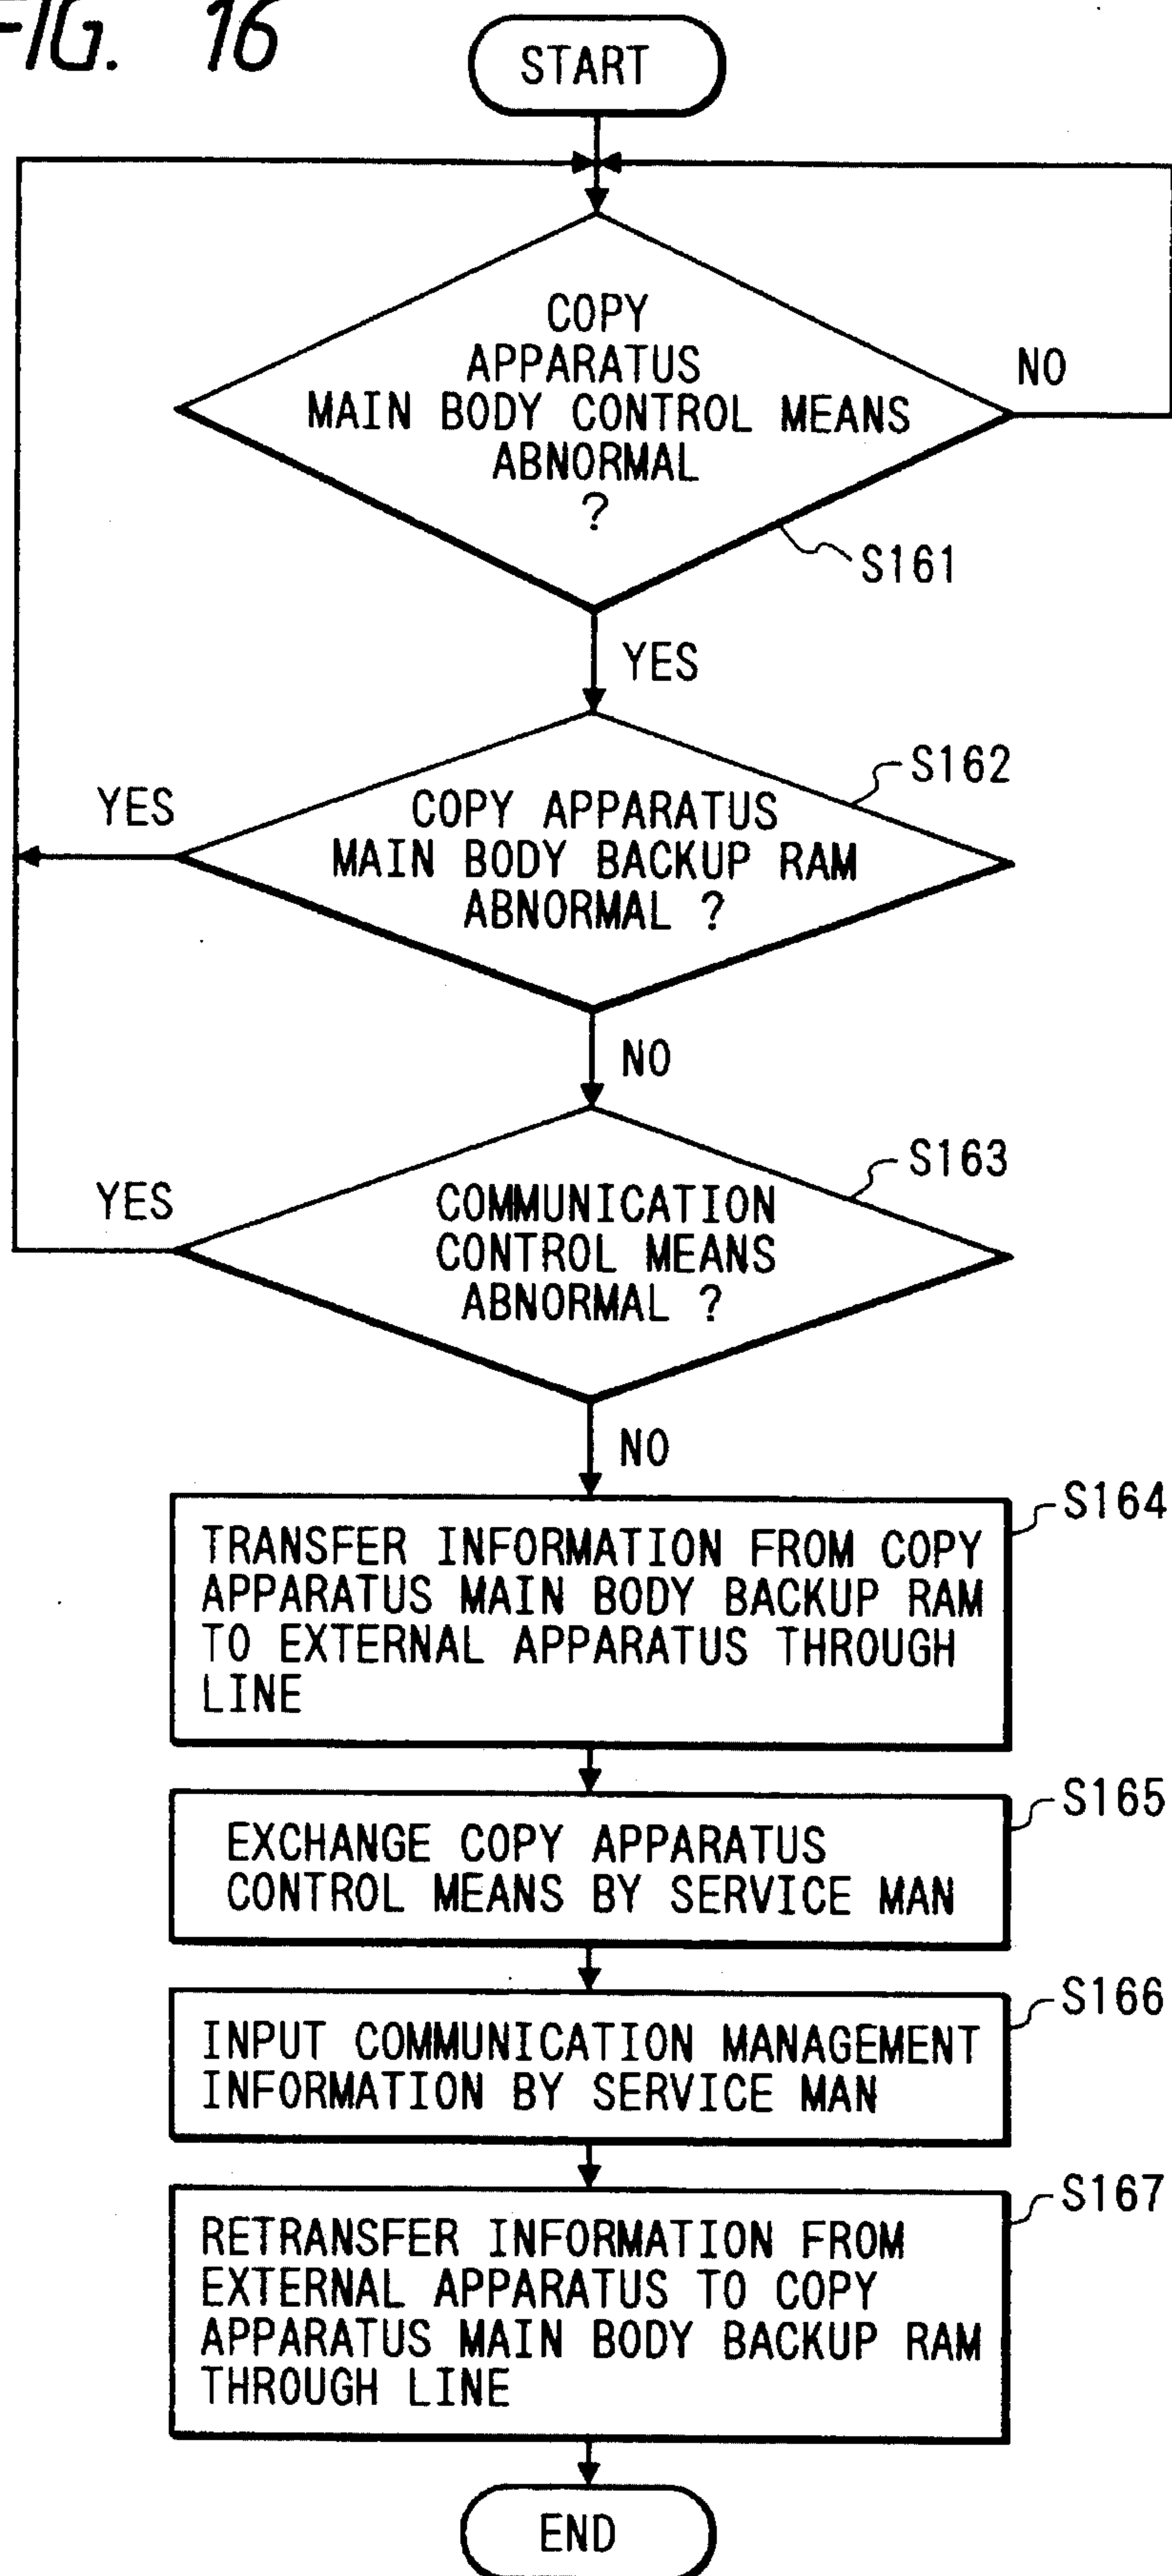 FIG. 16
START
COPY
APPARATUS
MAIN BODY CONTROL MEANS
ABNORMAL
?
NO
S161
YES
S162
YES
COPY APPARATUS
MAIN BODY BACKUP RAM
ABNORMAL ?
NO
S163
YES
COMMUNICATION
CONTROL MEANS
ABNORMAL ?
NO
S164
TRANSFER INFORMATION FROM COPY
APPARATUS MAIN BODY BACKUP RAM
TO EXTERNAL APPARATUS THROUGH
LINE
S165
EXCHANGE COPY APPARATUS
CONTROL MEANS BY SERVICE MAN
S166
INPUT COMMUNICATION MANAGEMENT
INFORMATION BY SERVICE MAN
S167
RETRANSFER INFORMATION FROM
EXTERNAL APPARATUS TO COPY
APPARATUS MAIN BODY BACKUP RAM
THROUGH LINE
END